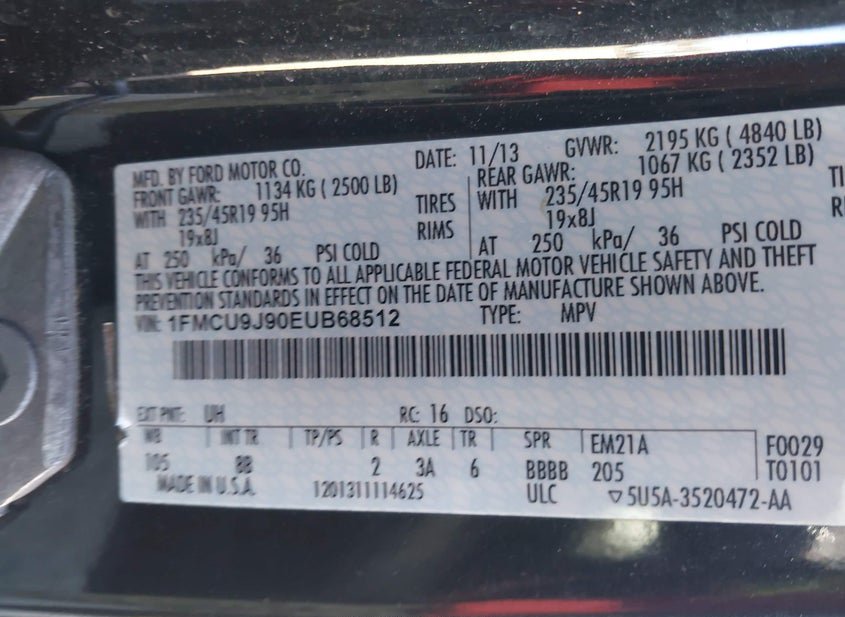 MFD. BY FORD MOTOR CO. DATE: 11/13 GVWR: 2195 KG ( 4840 LB)
FRONT GAWR: 1134 KG ( 2500 LB) REAR GAWR: 1067 KG ( 2352 LB)
WITH 235/45R19 95H TIRES WITH 235/45R19 95H TI
19x8J RIMS 19x8J RI
AT 250 kPa/ 36 PSI COLD AT 250 kPa/ 36 PSI COLD
THIS VEHICLE CONFORMS TO ALL APPLICABLE FEDERAL MOTOR VEHICLE SAFETY AND THEFT
PREVENTION STANDARDS IN EFFECT ON THE DATE OF MANUFACTURE SHOWN ABOVE.
VIN: 1FMCU9J90EUB68512 TYPE: MPV
EXT PNT: UH RC: 16 DSO:
WB INT TR TP/PS R AXLE TR SPR EM21A F0029
105 8B 2 3A 6 BBBB 205 T0101
MADE IN U.S.A. 1201311114625 ULC ▽5U5A-3520472-AA